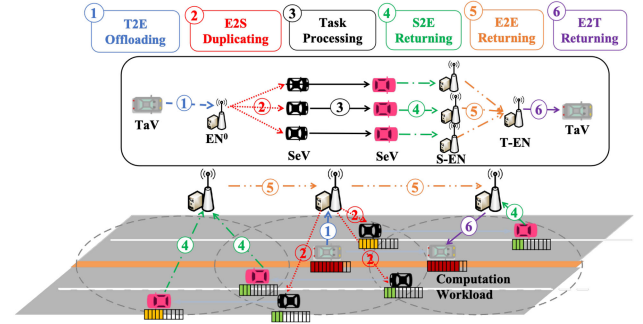 1 T2E
Offloading
2 E2S
Duplicating
3 Task
Processing
4 S2E
Returning
5 E2E
Returning
6 E2T
Returning
TaV
1
EN⁰
2
SeV
3
SeV
4
S-EN
5
T-EN
6
TaV
5
5
4
4
2
1
2
2
6
4
Computation
Workload